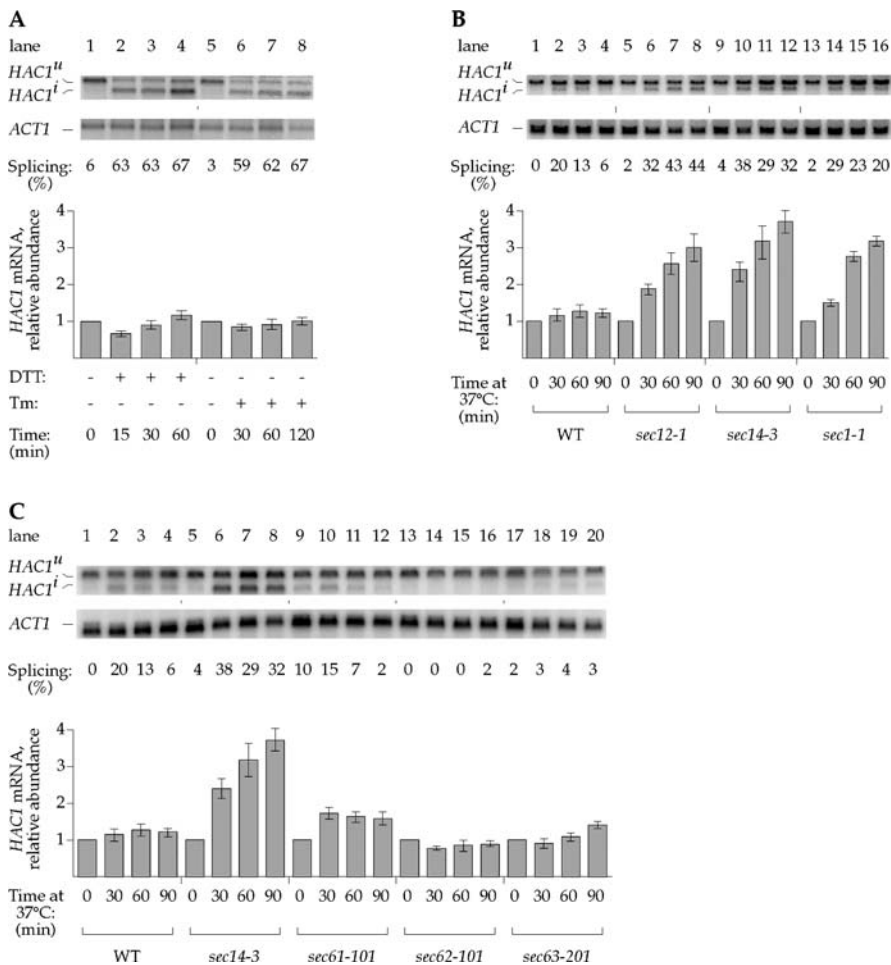 A
lane 1 2 3 4 5 6 7 8
HAC1ᵘ
HAC1ⁱ
ACT1
Splicing: 6 63 63 67 3 59 62 67
(%)
HAC1 mRNA,
relative abundance
4
3
2
1
DTT: - + + + - - - -
Tm: - - - - - + + +
Time: 0 15 30 60 0 30 60 120
(min)
B
lane 1 2 3 4 5 6 7 8 9 10 11 12 13 14 15 16
HAC1ᵘ
HAC1ⁱ
ACT1
Splicing: 0 20 13 6 2 32 43 44 4 38 29 32 2 29 23 20
(%)
HAC1 mRNA,
relative abundance
4
3
2
1
Time at 0 30 60 90 0 30 60 90 0 30 60 90 0 30 60 90
37°C:
(min)
WT sec12-1 sec14-3 sec1-1
C
lane 1 2 3 4 5 6 7 8 9 10 11 12 13 14 15 16 17 18 19 20
HAC1ᵘ
HAC1ⁱ
ACT1
Splicing: 0 20 13 6 4 38 29 32 10 15 7 2 0 0 0 2 2 3 4 3
(%)
HAC1 mRNA,
relative abundance
4
3
2
1
Time at 0 30 60 90 0 30 60 90 0 30 60 90 0 30 60 90 0 30 60 90
37°C:
(min)
WT sec14-3 sec61-101 sec62-101 sec63-201